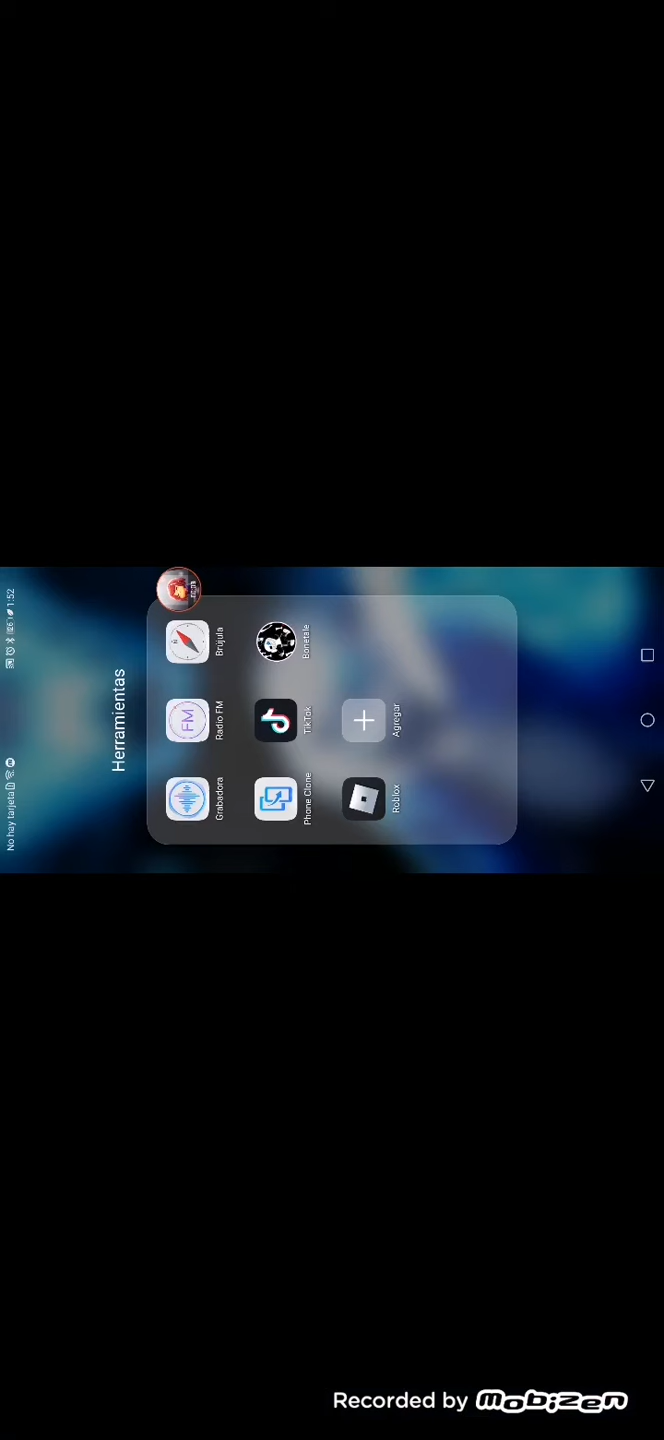 No hay tarjeta
1:52
Herramientas
Grabadora
Radio FM
FM
Brújula
Phone Clone
TikTok
Bonetale
Roblox
Agregar
Recorded by mobizen